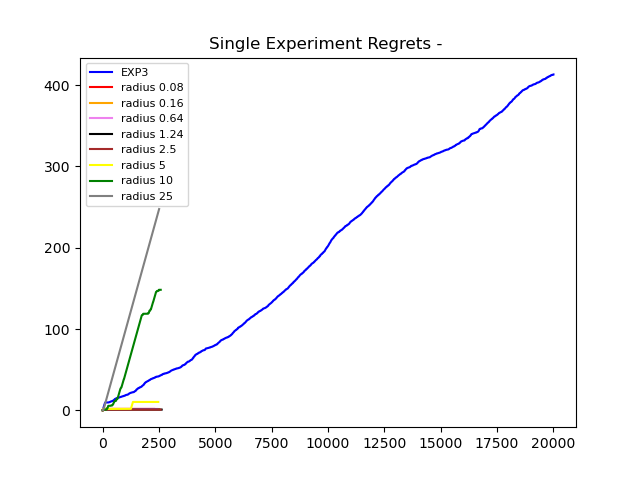 Single Experiment Regrets -
EXP3
radius 0.08
radius 0.16
radius 0.64
radius 1.24
radius 2.5
radius 5
radius 10
radius 25
400
300
200
100
0
0 2500 5000 7500 10000 12500 15000 17500 20000